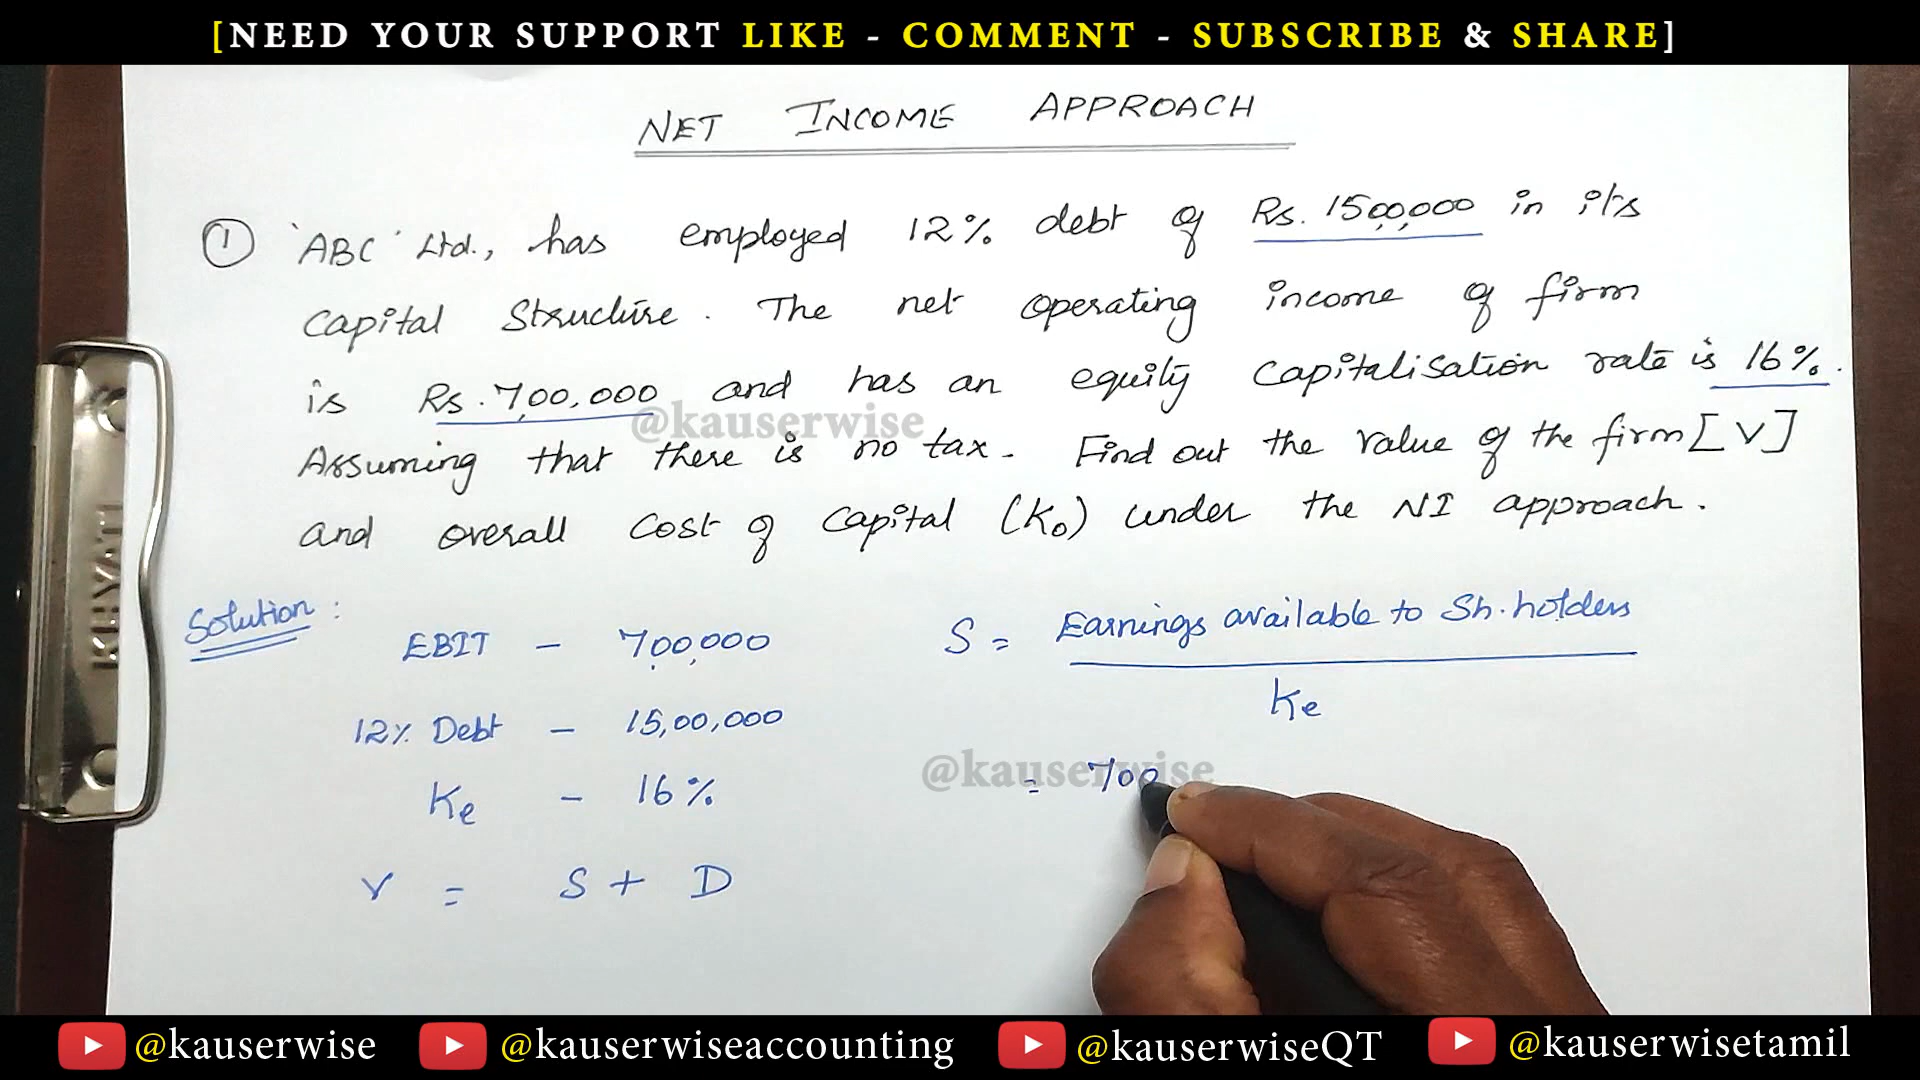 [NEED YOUR SUPPORT LIKE - COMMENT - SUBSCRIBE & SHARE]
NET INCOME APPROACH
① 'ABC' Ltd., has employed 12% debt of Rs. 15,00,000 in its
Capital Structure. The net operating income of firm
is Rs. 7,00,000 and has an equity capitalisation rate is 16%.
@kauserwise
Assuming that there is no tax. Find out the value of the firm [V]
and overall cost of capital (Ko) under the NI approach.
Solution:
EBIT - 7,00,000
12% Debt - 15,00,000
Ke - 16%
V = S + D
S = Earnings available to Sh.holders
Ke
@kauserwise
= 700
KHYATI
@kauserwise @kauserwiseaccounting @kauserwiseQT @kauserwisetamil